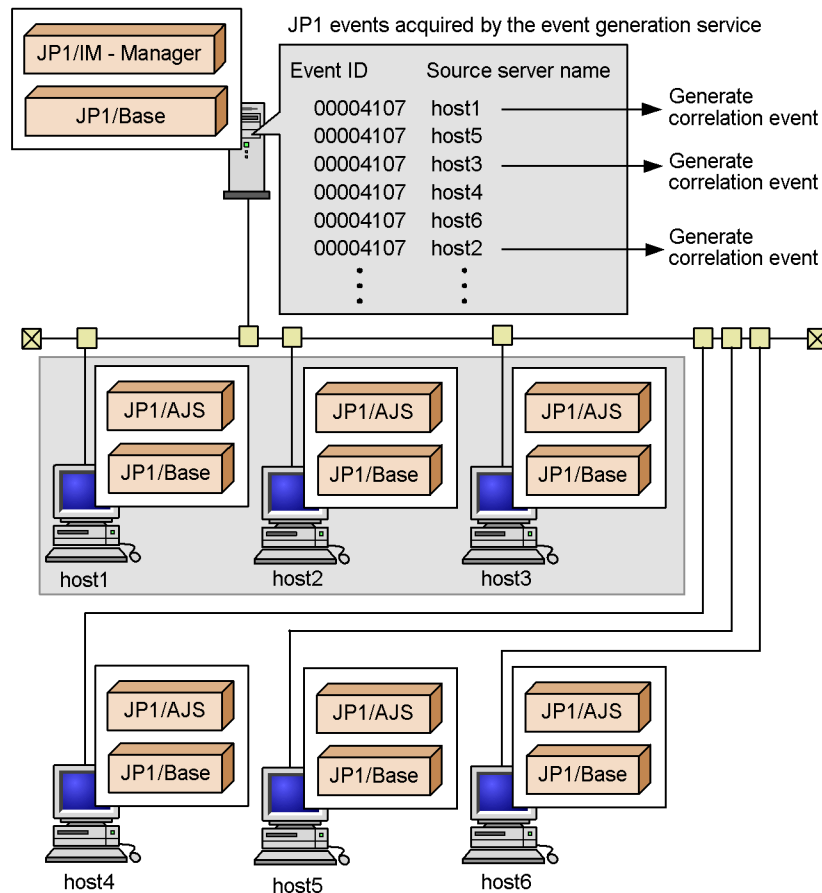 JP1 events acquired by the event generation service
JP1/IM - Manager
JP1/Base
Event ID Source server name
00004107 host1 Generate correlation event
00004107 host5
00004107 host3 Generate correlation event
00004107 host4
00004107 host6
00004107 host2 Generate correlation event
JP1/AJS JP1/AJS JP1/AJS
JP1/Base JP1/Base JP1/Base
host1 host2 host3
JP1/AJS JP1/AJS JP1/AJS
JP1/Base JP1/Base JP1/Base
host4 host5 host6